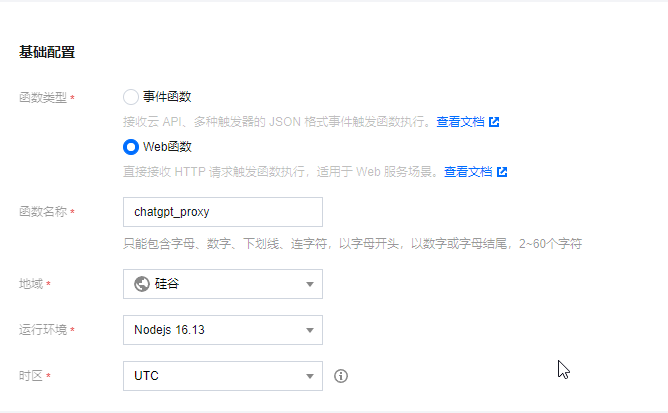 基础配置
函数类型 * 事件函数
接收云 API、多种触发器的 JSON 格式事件触发函数执行。查看文档
Web函数
直接接收 HTTP 请求触发函数执行，适用于 Web 服务场景。查看文档
函数名称 * chatgpt_proxy
只能包含字母、数字、下划线、连字符，以字母开头，以数字或字母结尾，2~60个字符
地域 * 硅谷
运行环境 * Nodejs 16.13
时区 * UTC